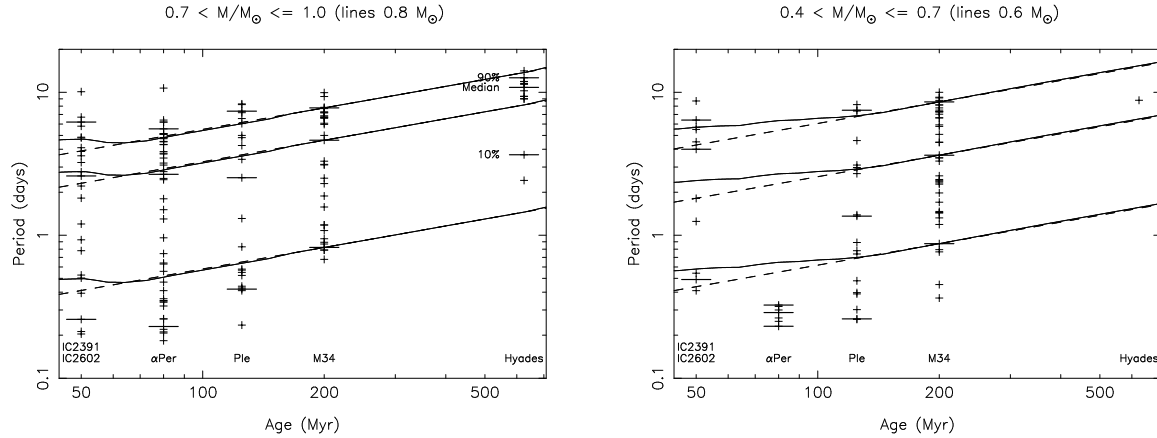 0.7 < M/M⊙ <= 1.0 (lines 0.8 M⊙)
Period (days)
10
1
0.1
90%
Median
10%
IC2391
IC2602
αPer
Ple
M34
Hyades
50
100
200
500
Age (Myr)
0.4 < M/M⊙ <= 0.7 (lines 0.6 M⊙)
Period (days)
10
1
0.1
IC2391
IC2602
αPer
Ple
M34
Hyades
50
100
200
500
Age (Myr)